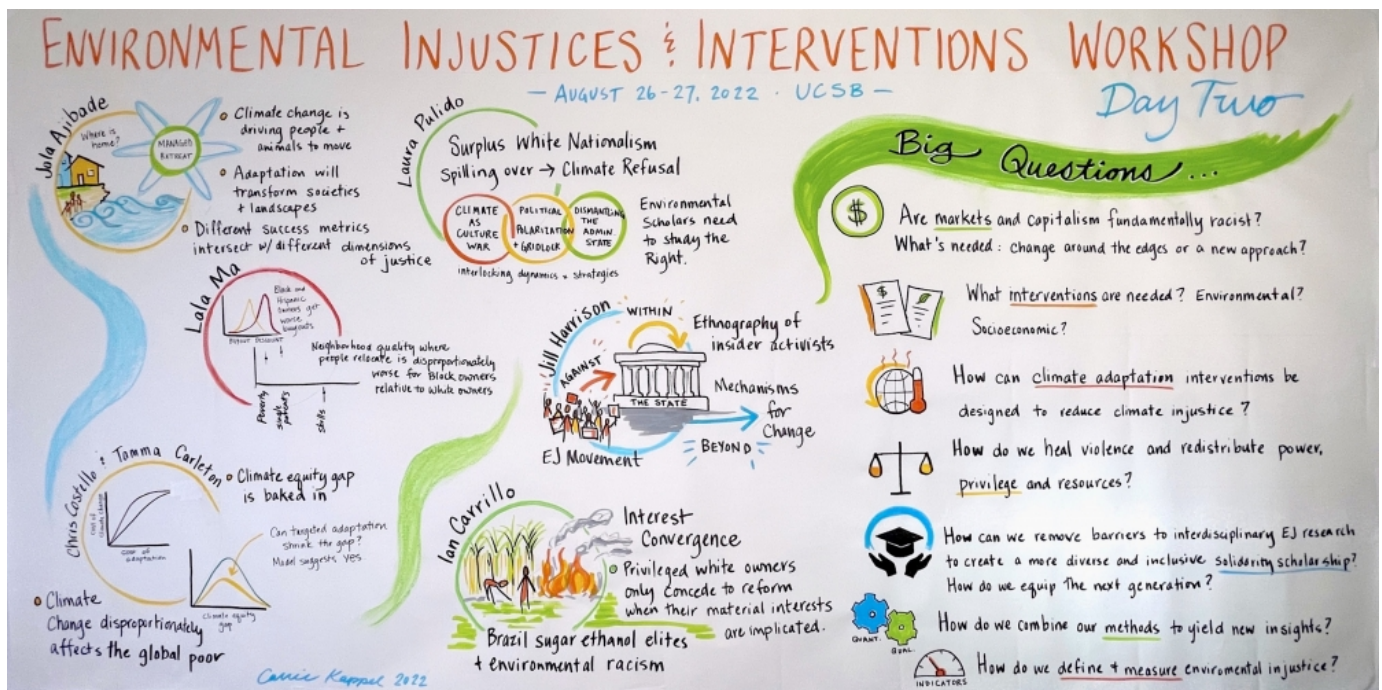 ENVIRONMENTAL INJUSTICES & INTERVENTIONS WORKSHOP
— AUGUST 26-27, 2022 · UCSB —
Day Two
Jola Ajibade
Where is
home?
MANAGED
RETREAT
Climate change is
driving people +
animals to move
Adaptation will
transform societies
+ landscapes
Different success metrics
intersect w/ different dimensions
of justice
Lala Ma
Black and
Hispanic
owners get
worse
buyouts
BUYOUT DISCOUNT
Neighborhood quality where
people relocate is disproportionately
worse for Black owners
relative to white owners
Poverty
single
skills
Chris Costello & Tamma Carleton
Climate equity gap
is baked in
cost of
climate change
cost of
adaptation
Can targeted adaptation
shrink the gap?
Model suggests yes
Climate equity
gap
Climate
Change disproportionately
affects the global poor
Carrie Kappel 2022
Laura Pulido
Surplus White Nationalism
Spilling over → Climate Refusal
CLIMATE
AS
CULTURE
WAR
POLITICAL
POLARIZATION
+ GRIDLOCK
DISMANTLING
THE
ADMIN.
STATE
interlocking dynamics + strategies
Environmental
Scholars need
to study the
Right.
Jill Harrison
WITHIN
AGAINST
THE STATE
BEYOND
EJ Movement
Ethnography of
insider activists
Mechanisms
for
Change
Ian Carrillo
Interest
Convergence
Privileged white owners
only concede to reform
when their material interests
are implicated.
Brazil sugar ethanol elites
+ environmental racism
Big Questions...
$
Are markets and capitalism fundamentally racist?
What's needed: change around the edges or a new approach?
$
What interventions are needed? Environmental?
Socioeconomic?
How can climate adaptation interventions be
designed to reduce climate injustice?
How do we heal violence and redistribute power,
privilege and resources?
How can we remove barriers to interdisciplinary EJ research
to create a more diverse and inclusive solidarity scholarship?
How do we equip the next generation?
QUANT.
QUAL.
How do we combine our methods to yield new insights?
INDICATORS
How do we define + measure enviromental injustice?